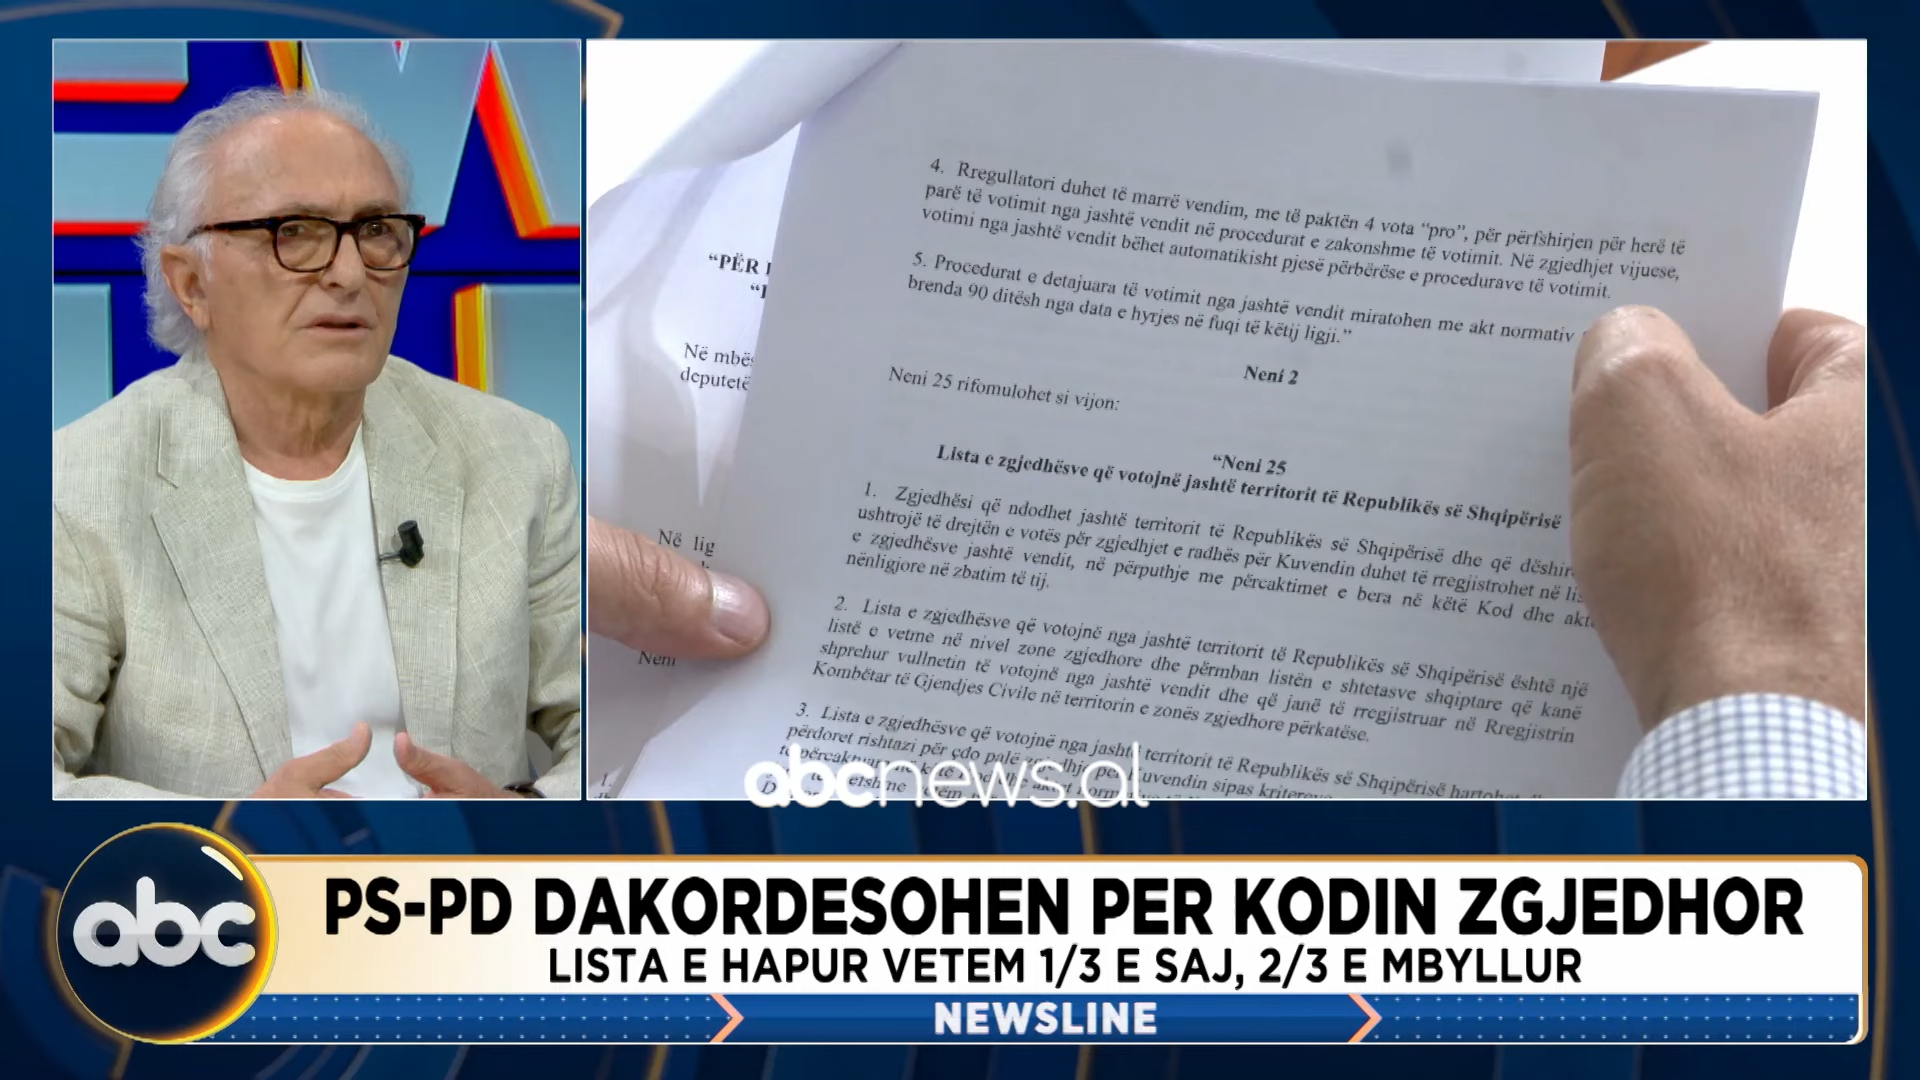 4. Rregullatori duhet të marrë vendim, me të paktën 4 vota “pro”, për përfshirjen për herë të
parë të votimit nga jashtë vendit në procedurat e zakonshme të votimit. Në zgjedhjet vijuese,
votimi nga jashtë vendit bëhet automatikisht pjesë përbërëse e procedurave të votimit.
5. Procedurat e detajuara të votimit nga jashtë vendit miratohen me akt normativ
brenda 90 ditësh nga data e hyrjes në fuqi të këtij ligji.”
Neni 2
Neni 25 rifomulohet si vijon:
“Neni 25
Lista e zgjedhësve që votojnë jashtë territorit të Republikës së Shqipërisë
1. Zgjedhësi që ndodhet jashtë territorit të Republikës së Shqipërisë dhe që dëshir
ushtrojë të drejtën e votës për zgjedhjet e radhës për Kuvendin duhet të rregjistrohet në lis
e zgjedhësve jashtë vendit, në përputhje me përcaktimet e bera në këtë Kod dhe akt
nënligjore në zbatim të tij.
2. Lista e zgjedhësve që votojnë nga jashtë territorit të Republikës së Shqipërisë është një
listë e vetme në nivel zone zgjedhore dhe përmban listën e shtetasve shqiptare që kanë
shprehur vullnetin të votojnë nga jashtë vendit dhe që janë të rregjistruar në Rregjistrin
Kombëtar të Gjendjes Civile në territorin e zonës zgjedhore përkatëse.
3. Lista e zgjedhësve që votojnë nga jashtë territorit të Republikës së Shqipërisë hartohet
përdoret rishtazi për çdo palë zgjedhje për Kuvendin sipas
“PËR
Në mbës
deputetë
Në lig
Neni
1.
abcnews.al
abc
PS-PD DAKORDESOHEN PER KODIN ZGJEDHOR
LISTA E HAPUR VETEM 1/3 E SAJ, 2/3 E MBYLLUR
NEWSLINE